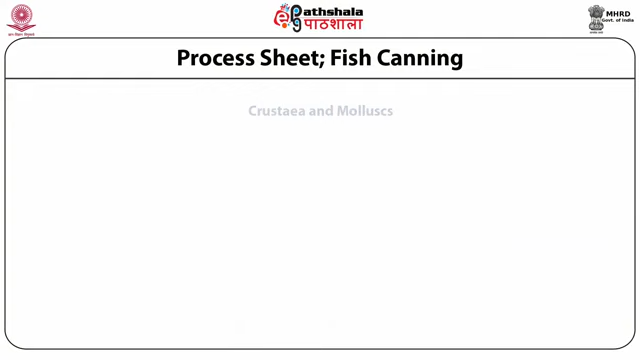 ePathshala
पाठशाला
MHRD
Govt. of India
Process Sheet; Fish Canning
Crustaea and Molluscs